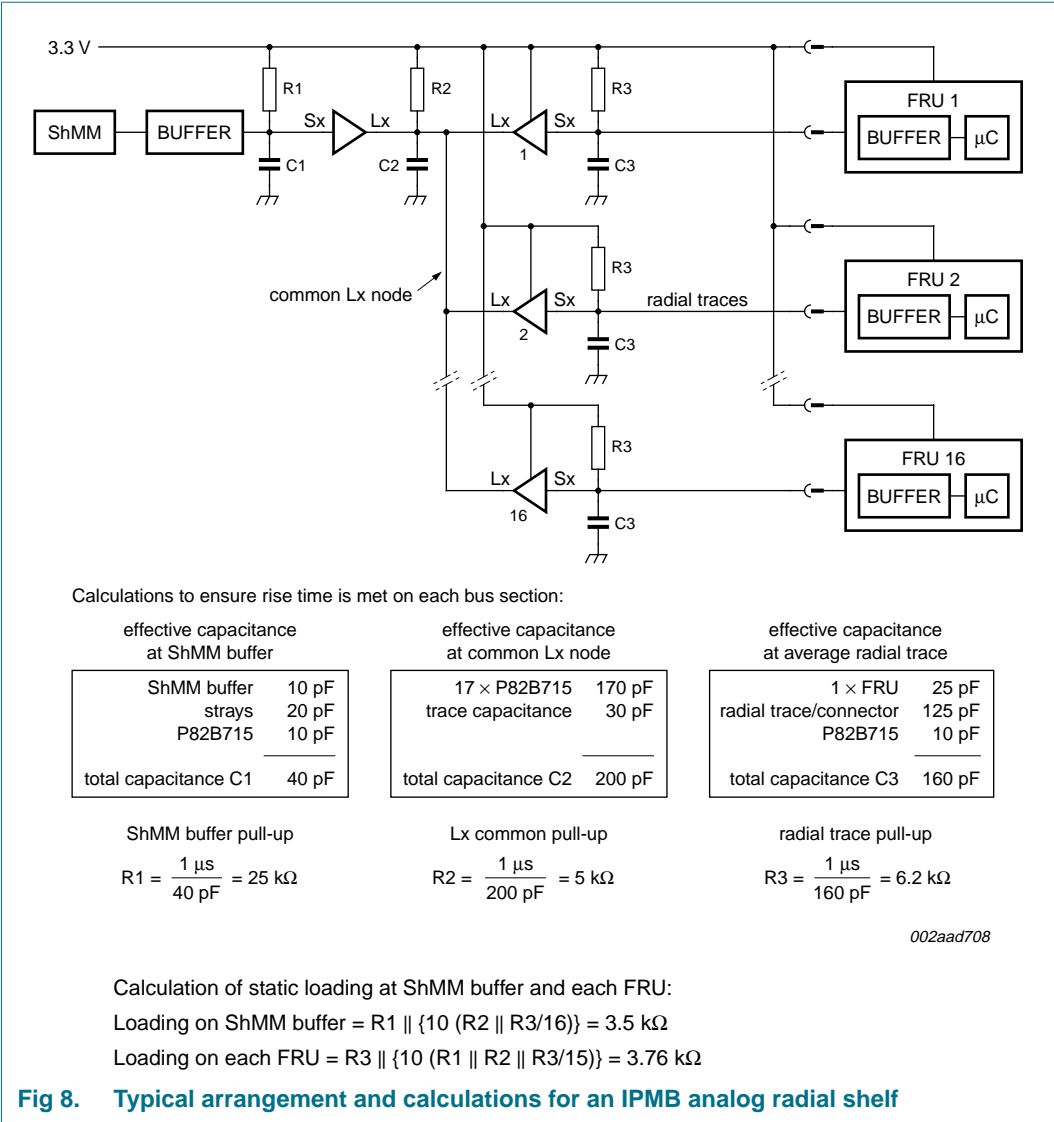 3.3 V
R1
R2
R3
FRU 1
ShMM
BUFFER
Sx
Lx
Lx
Sx
BUFFER
μC
1
C1
C2
C3
R3
FRU 2
common Lx node
Lx
Sx
radial traces
BUFFER
μC
2
C3
R3
FRU 16
Lx
Sx
BUFFER
μC
16
C3
Calculations to ensure rise time is met on each bus section:
effective capacitance
at ShMM buffer
ShMM buffer 10 pF
strays 20 pF
P82B715 10 pF
total capacitance C1 40 pF
ShMM buffer pull-up
R1 = 1 μs / 40 pF = 25 kΩ
effective capacitance
at common Lx node
17 × P82B715 170 pF
trace capacitance 30 pF
total capacitance C2 200 pF
Lx common pull-up
R2 = 1 μs / 200 pF = 5 kΩ
effective capacitance
at average radial trace
1 × FRU 25 pF
radial trace/connector 125 pF
P82B715 10 pF
total capacitance C3 160 pF
radial trace pull-up
R3 = 1 μs / 160 pF = 6.2 kΩ
002aad708
Calculation of static loading at ShMM buffer and each FRU:
Loading on ShMM buffer = R1 || {10 (R2 || R3/16)} = 3.5 kΩ
Loading on each FRU = R3 || {10 (R1 || R2 || R3/15)} = 3.76 kΩ
Fig 8. Typical arrangement and calculations for an IPMB analog radial shelf